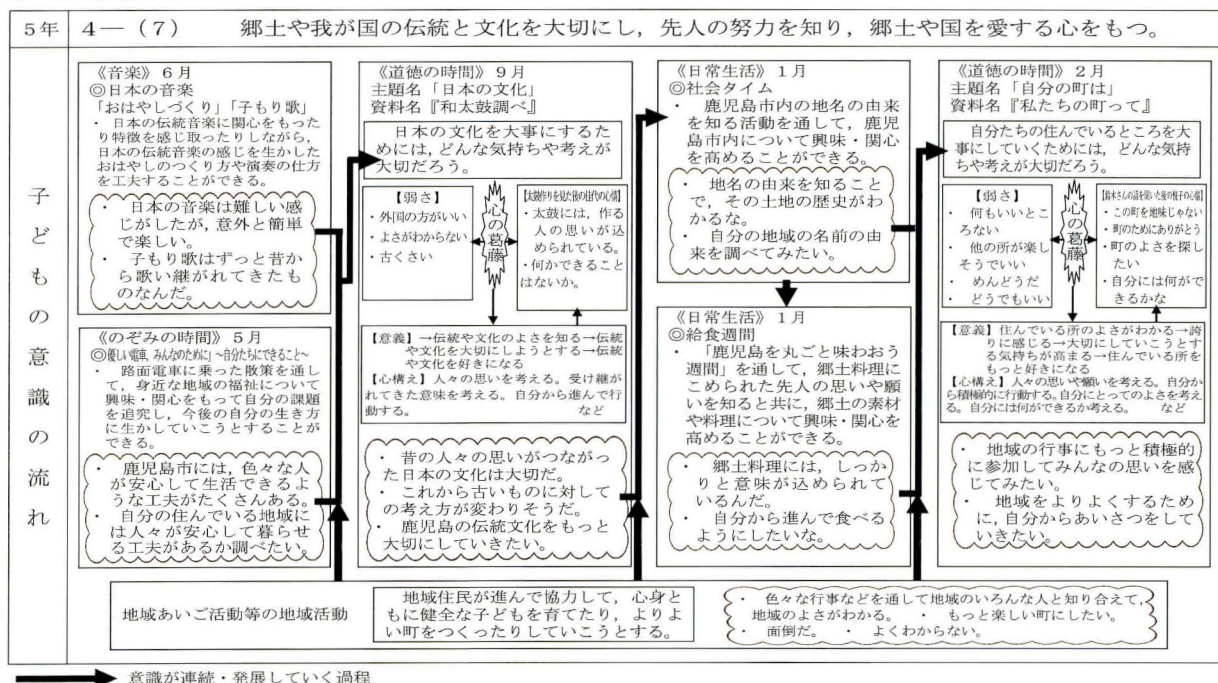 5年
4―(7) 郷土や我が国の伝統と文化を大切にし，先人の努力を知り，郷土や国を愛する心をもつ。
子どもの意識の流れ
《音楽》6月
◎日本の音楽
「おはやしづくり」「子もり歌」
・ 日本の伝統音楽に関心をもった
り特徴を感じ取ったりしながら，
日本の伝統音楽の感じを生かした
おはやしのつくり方や演奏の仕方
を工夫することができる。
・ 日本の音楽は難しい感
じがしたが，意外と簡単
で楽しい。
・ 子もり歌はずっと昔から
歌い継がれてきたも
のなんだ。
《のぞみの時間》5月
◎優しい電車，みんなのために」～自分たちにできること～
・ 路面電車に乗った散策を通し
て，身近な地域の福祉について
興味・関心をもって自分の課題
を追究し，今後の自分の生き方
に生かしていこうとすることが
できる。
・ 鹿児島市には，色々な人
が安心して生活できるよ
うな工夫がたくさんある。
・ 自分の住んでいる地域に
は人々が安心して暮らせ
る工夫があるか調べたい。
《道徳の時間》9月
主題名「日本の文化」
資料名『和太鼓調べ』
日本の文化を大事にするた
めには，どんな気持ちや考えが
大切だろう。
【弱さ】
・外国の方がいい
・よさがわからない
・古くさい
心の葛藤
・太鼓には，作る
人の思いが込
められている。
・何かできること
はないか。
【意義】→伝統や文化のよさを知る→伝統
や文化を大切にしようとする→伝統
や文化を好きになる
【心構え】人々の思いを考える。受け継が
れてきた意味を考える。自分から進んで行
動する。 など
・ 昔の人々の思いがつながっ
た日本の文化は大切だ。
・ これから古いものに対して
の考え方が変わりそうだ。
・ 鹿児島の伝統文化をもっと
大切にしていきたい。
《日常生活》1月
◎社会タイム
・ 鹿児島市内の地名の由来
を知る活動を通して，鹿児
島市内について興味・関心
を高めることができる。
・ 地名の由来を知ること
で，その土地の歴史がわ
かるな。
・ 自分の地域の名前の由
来を調べてみたい。
《日常生活》1月
◎給食週間
・ 「鹿児島を丸ごと味わおう
週間」を通して，郷土料理に
こめられた先人の思いや願
いを知ると共に，郷土の素材
や料理について興味・関心を
高めることができる。
・ 郷土料理には，しっか
りと意味が込められて
いるんだ。
・ 自分から進んで食べる
ようにしたいな。
《道徳の時間》2月
主題名「自分の町は」
資料名『私たちの町って』
自分たちの住んでいるところを大
事にしていくためには，どんな気持
ちや考えが大切だろう。
【弱さ】
・ 何もいいとこ
ろない
・ 他の所が楽し
そうでいい
・ めんどうだ
・ どうでもいい
心の葛藤
・この町を地味じゃない
・町のためにありがとう
・町のよさを探し
たい
・自分には何がで
きるかな
【意義】住んでいる所のよさがわかる→誇
りに感じる→大切にしていこうとす
る気持ちが高まる→住んでいる所を
もっと好きになる
【心構え】人々の思いや願いを考える。自分か
ら積極的に行動する。自分にとってのよさを考え
る。自分には何ができるか考える。 など
・ 地域の行事にもっと積極的
に参加してみんなの思いを感
じてみたい。
・ 地域をよりよくするため
に，自分からあいさつをして
いきたい。
地域あいご活動等の地域活動
地域住民が進んで協力して，心身
ともに健全な子どもを育てたり，よりよ
い町をつくったりしていこうとする。
・ 色々な行事などを通して地域のいろんな人と知り合えて，
地域のよさがわかる。 ・ もっと楽しい町にしたい。
・ 面倒だ。 ・ よくわからない。
意識が連続・発展していく過程